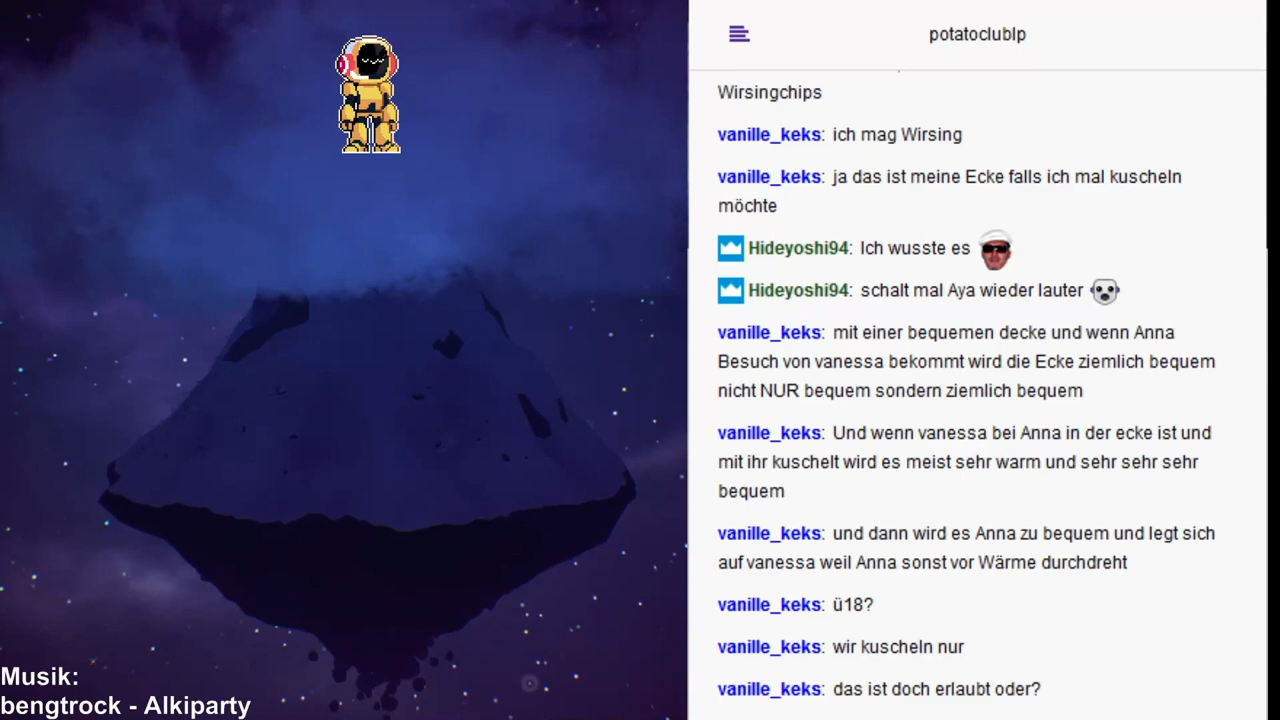 potatoclublp
Wirsingchips
vanille_keks: ich mag Wirsing
vanille_keks: ja das ist meine Ecke falls ich mal kuscheln
möchte
Hideyoshi94: Ich wusste es
Hideyoshi94: schalt mal Aya wieder lauter
vanille_keks: mit einer bequemen decke und wenn Anna
Besuch von vanessa bekommt wird die Ecke ziemlich bequem
nicht NUR bequem sondern ziemlich bequem
vanille_keks: Und wenn vanessa bei Anna in der ecke ist und
mit ihr kuschelt wird es meist sehr warm und sehr sehr sehr
bequem
vanille_keks: und dann wird es Anna zu bequem und legt sich
auf vanessa weil Anna sonst vor Wärme durchdreht
vanille_keks: ü18?
vanille_keks: wir kuscheln nur
vanille_keks: das ist doch erlaubt oder?
Musik:
bengtrock - Alkiparty